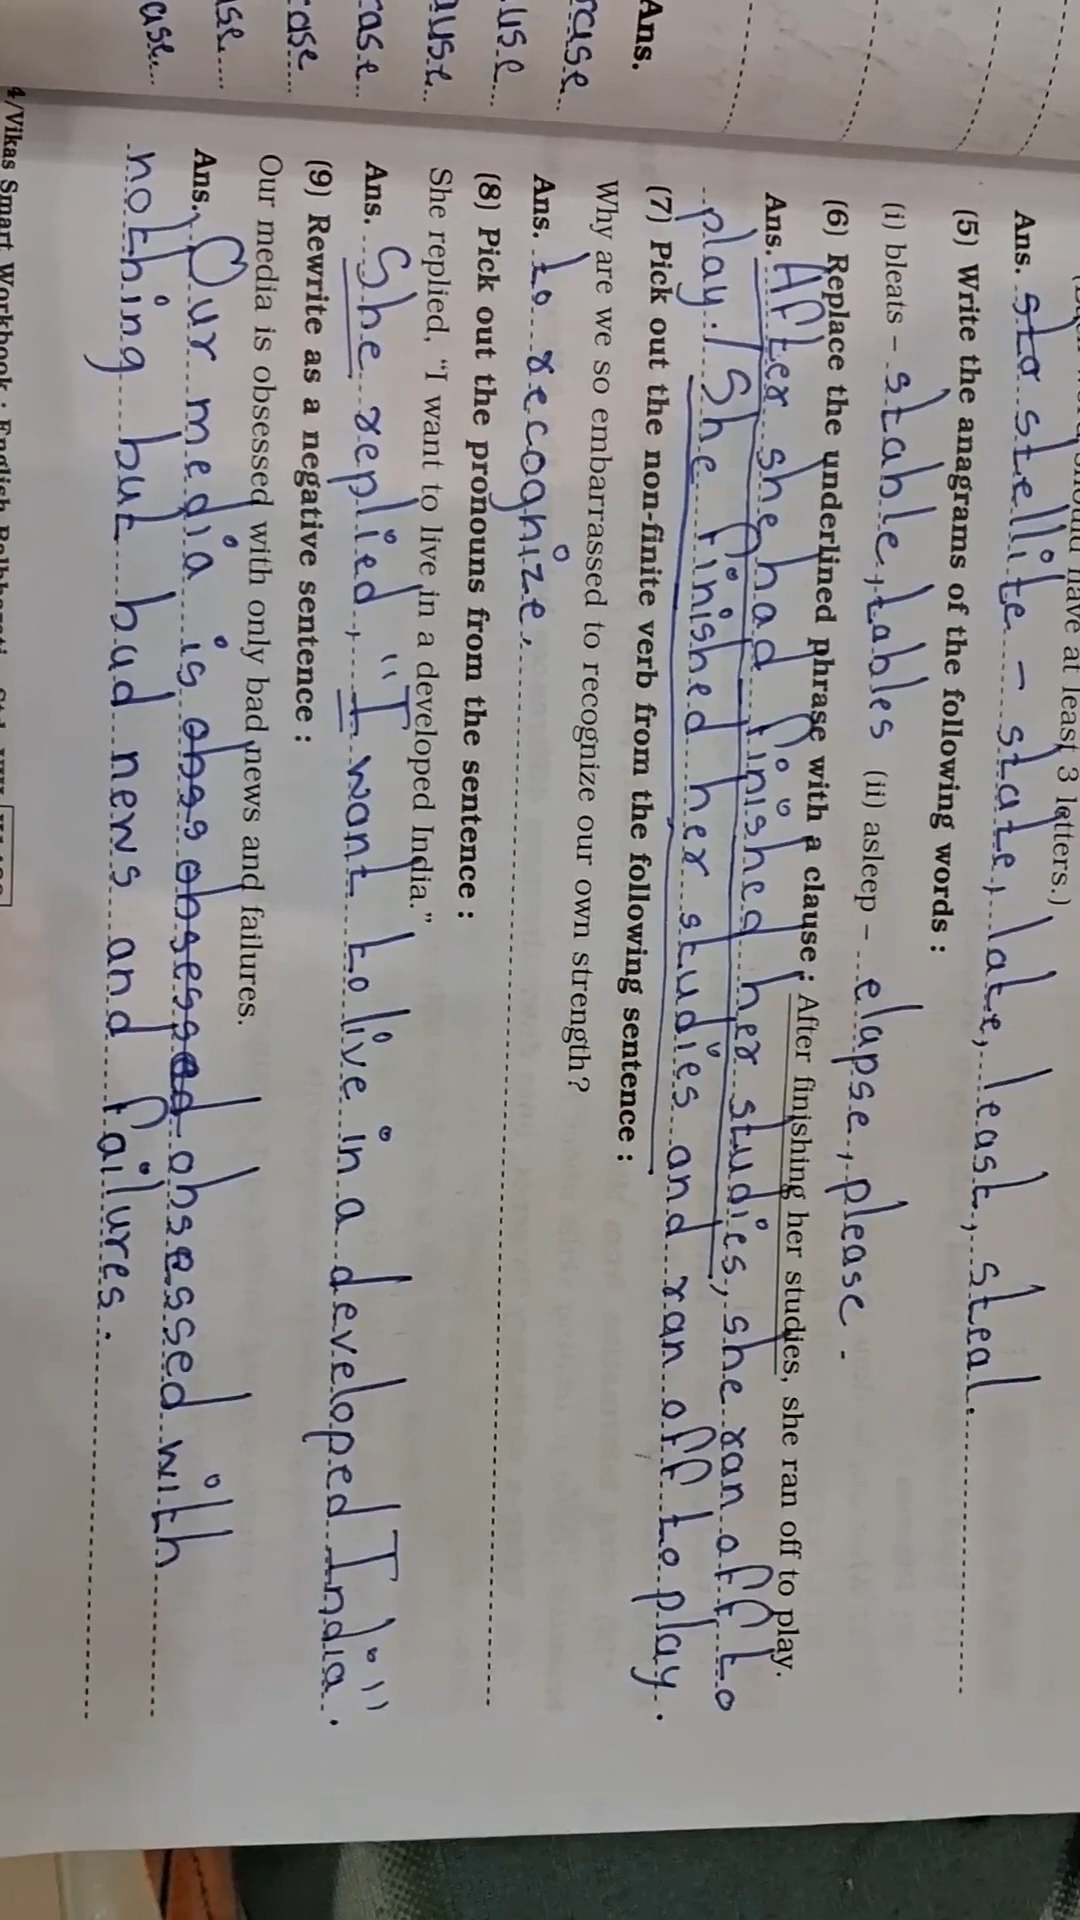 have at least 3 letters.)
Ans. stellite – state, late, least, steal.
(5) Write the anagrams of the following words :
(i) bleats – stable, tables (ii) asleep – elapse, please.
(6) Replace the underlined phrase with a clause : After finishing her studies, she ran off to play.
Ans. After she had finished her studies, she ran off to
play. / She finished her studies and ran off to play.
(7) Pick out the non-finite verb from the following sentence :
Why are we so embarrassed to recognize our own strength?
Ans. to recognize.
(8) Pick out the pronouns from the sentence :
She replied, “I want to live in a developed India.”
Ans. She replied, "I want to live in a developed India."
(9) Rewrite as a negative sentence :
Our media is obsessed with only bad news and failures.
Ans. Our media is obss obsessed obsessed with
nothing but bad news and failures.
4/Vikas Smart Workbook : English
Ans.